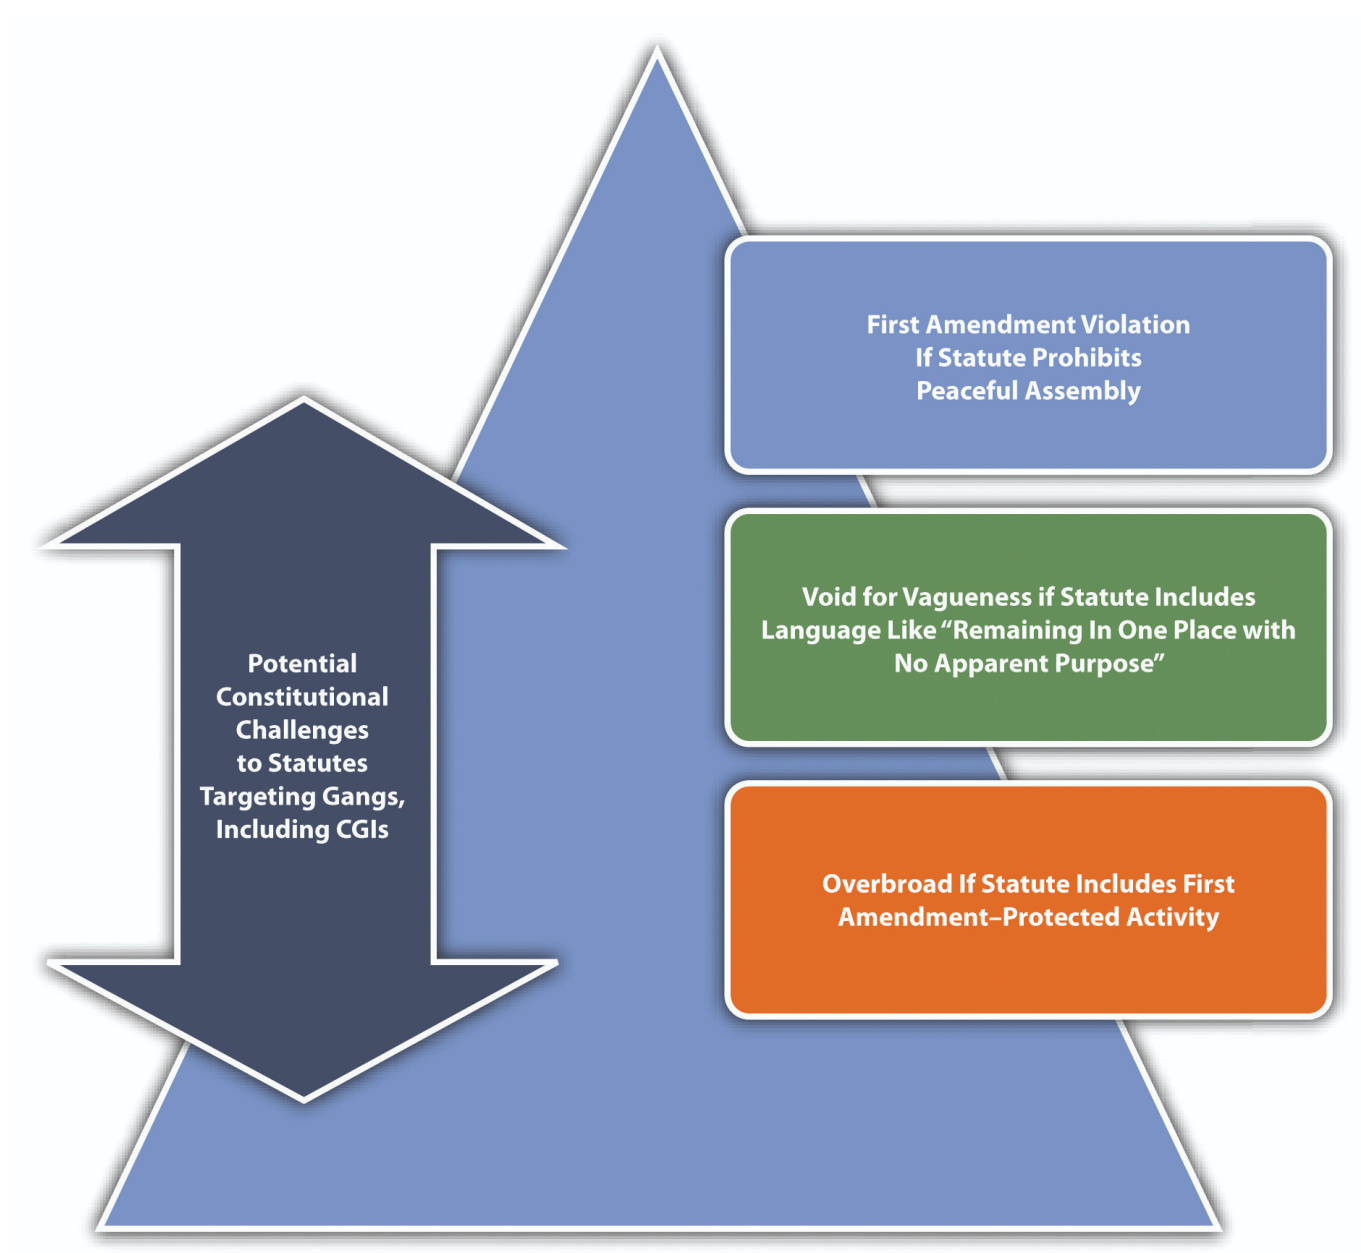 First Amendment Violation
If Statute Prohibits
Peaceful Assembly
Void for Vagueness if Statute Includes
Language Like “Remaining In One Place with
No Apparent Purpose”
Potential
Constitutional
Challenges
to Statutes
Targeting Gangs,
Including CGIs
Overbroad If Statute Includes First
Amendment–Protected Activity